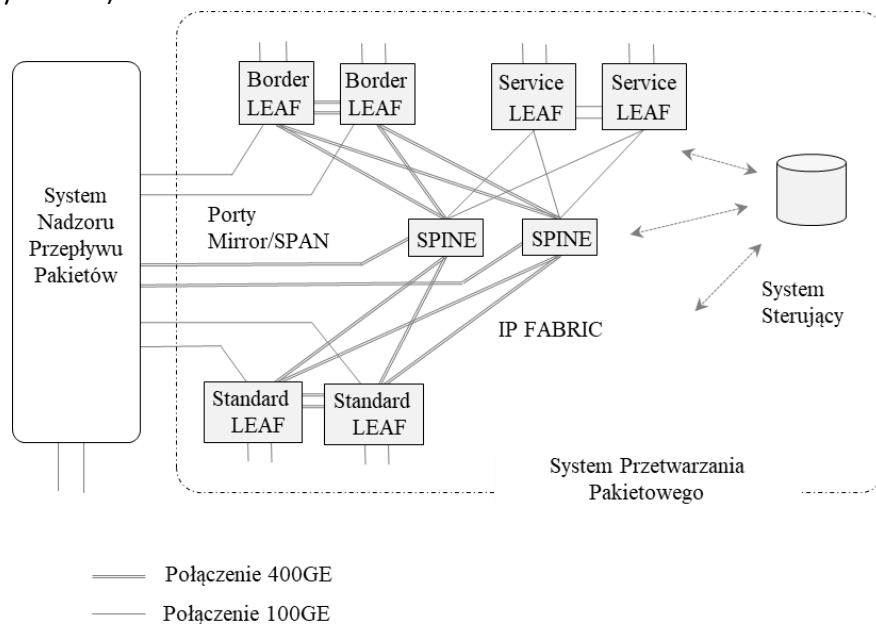 Border
LEAF
Border
LEAF
Service
LEAF
Service
LEAF
System
Nadzoru
Przepływu
Pakietów
Porty
Mirror/SPAN
SPINE
SPINE
System
Sterujący
IP FABRIC
Standard
LEAF
Standard
LEAF
System Przetwarzania
Pakietowego
Połączenie 400GE
Połączenie 100GE